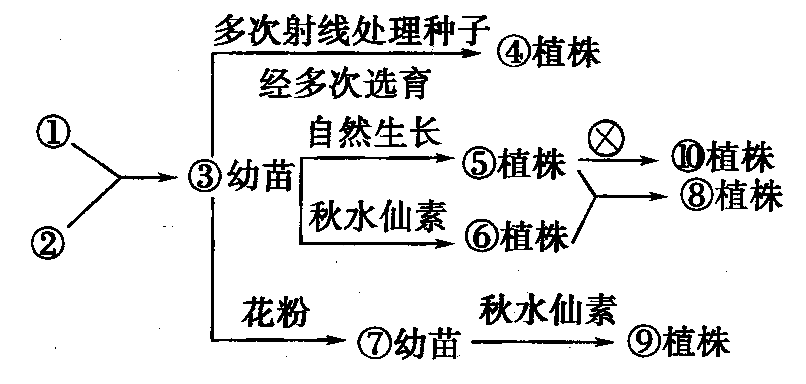 多次射线处理种子
④植株
经多次选育
①
自然生长
⑤植株
⑩植株
③幼苗
⑧植株
②
秋水仙素
⑥植株
花粉
秋水仙素
⑦幼苗
⑨植株